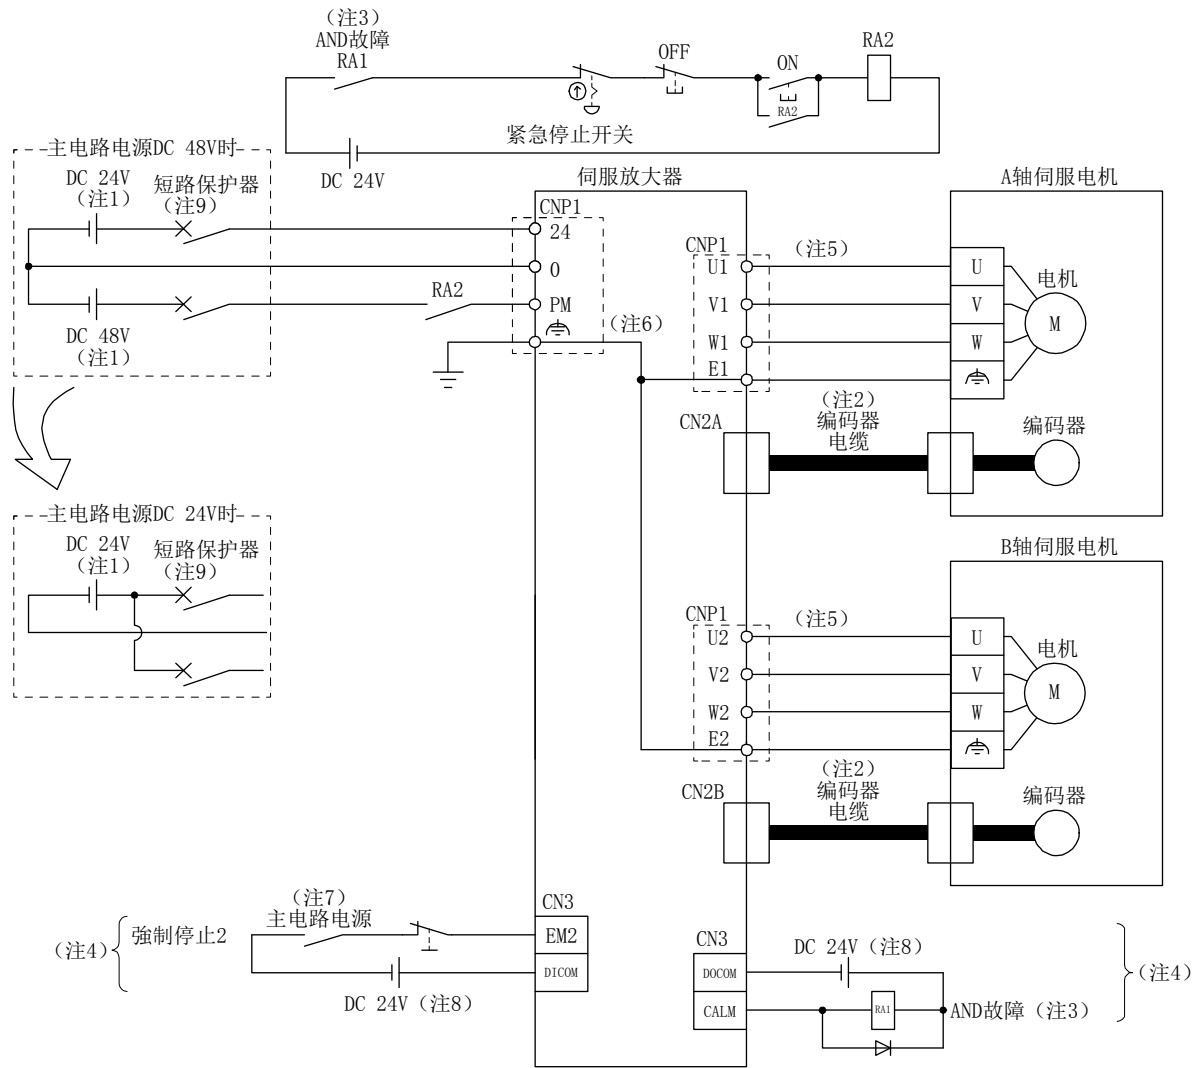 （注3）
AND故障
RA1
OFF
ON
RA2
RA2
紧急停止开关
DC 24V
主电路电源DC 48V时
DC 24V
（注1）
短路保护器
（注9）
RA2
DC 48V
（注1）
主电路电源DC 24V时
DC 24V
（注1）
短路保护器
（注9）
伺服放大器
CNP1
24
0
PM
（注6）
CNP1
U1
V1
W1
E1
（注5）
CN2A
（注2）
编码器
电缆
A轴伺服电机
U
V
W
电机
M
编码器
CNP1
U2
V2
W2
E2
（注5）
CN2B
（注2）
编码器
电缆
B轴伺服电机
U
V
W
电机
M
编码器
（注4）
強制停止2
（注7）
主电路电源
DC 24V（注8）
CN3
EM2
DICOM
CN3
DOCOM
CALM
DC 24V（注8）
RA1
AND故障（注3）
（注4）